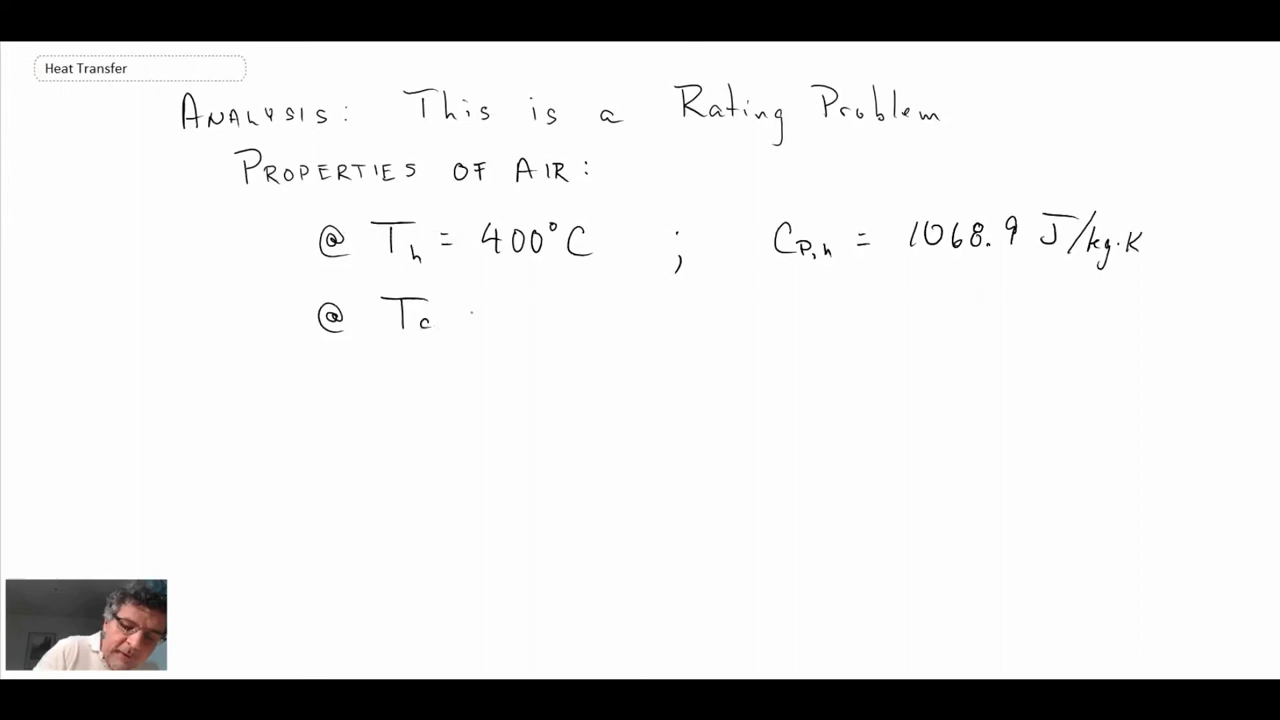 Heat Transfer
ANALYSIS: This is a Rating Problem
PROPERTIES OF AIR:
@ Th = 400°C ; CP,h = 1068.9 J/kg·K
@ Tc